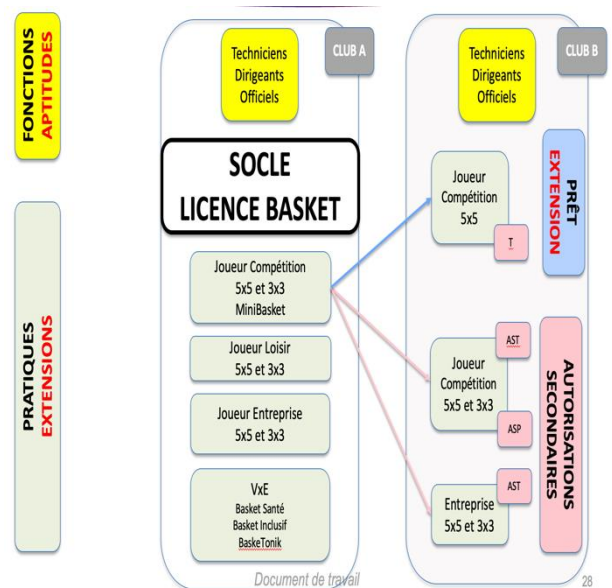 FONCTIONS
APTITUDES
PRATIQUES
EXTENSIONS
CLUB A
Techniciens
Dirigeants
Officiels
SOCLE
LICENCE BASKET
Joueur Compétition
5x5 et 3x3
MiniBasket
Joueur Loisir
5x5 et 3x3
Joueur Entreprise
5x5 et 3x3
VxE
Basket Santé
Basket Inclusif
BaskeTonik
CLUB B
Techniciens
Dirigeants
Officiels
Joueur
Compétition
5x5
T
PRÊT
EXTENSION
AST
Joueur
Compétition
5x5 et 3x3
ASP
AST
Entreprise
5x5 et 3x3
AUTORISATIONS
SECONDAIRES
Document de travail
28